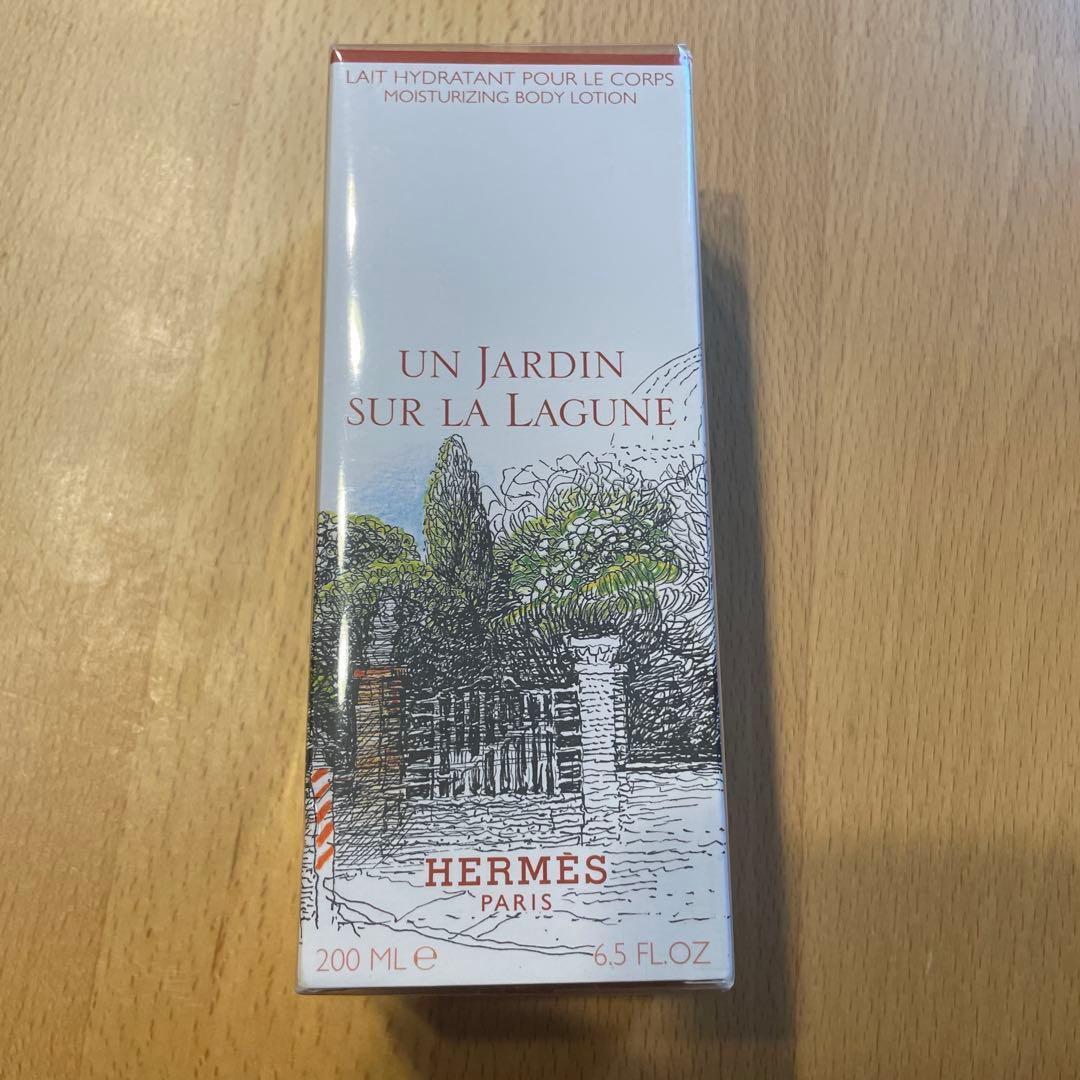 LAIT HYDRATANT POUR LE CORPS
MOISTURIZING BODY LOTION
UN JARDIN
SUR LA LAGUNE
HERMÈS
PARIS
200 ML ℮ 6.5 FL.OZ